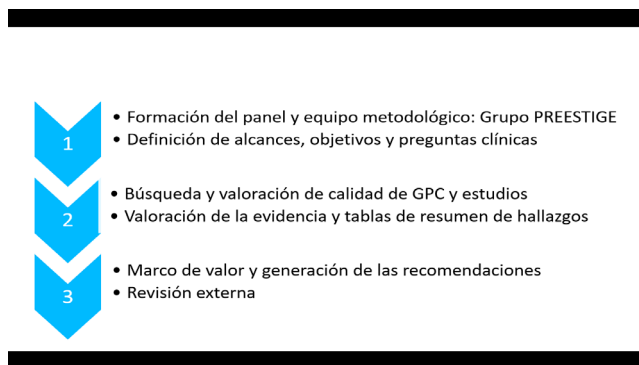 • Formación del panel y equipo metodológico: Grupo PREESTIGE
1
• Definición de alcances, objetivos y preguntas clínicas
• Búsqueda y valoración de calidad de GPC y estudios
2
• Valoración de la evidencia y tablas de resumen de hallazgos
• Marco de valor y generación de las recomendaciones
3
• Revisión externa